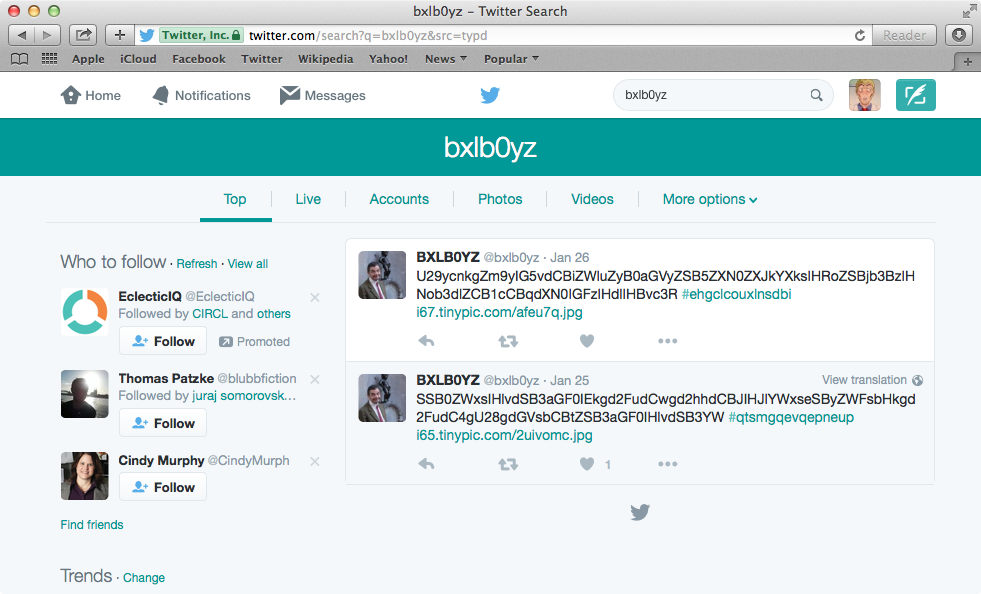 bxlb0yz – Twitter Search
Twitter, Inc. twitter.com/search?q=bxlb0yz&src=typd Reader
Apple iCloud Facebook Twitter Wikipedia Yahoo! News Popular
Home Notifications Messages bxlb0yz
bxlb0yz
Top Live Accounts Photos Videos More options
Who to follow · Refresh · View all
EclecticIQ @EclecticIQ
Followed by CIRCL and others
Follow Promoted
Thomas Patzke @blubbfiction
Followed by juraj somorovsk...
Follow
Cindy Murphy @CindyMurph
Follow
Find friends
Trends · Change
BXLB0YZ @bxlb0yz · Jan 26
U29ycnkgZm9yIG5vdCBiZWluZyB0aGVyZSB5ZXN0ZXJkYXksIHRoZSBjb3BzIH
Nob3dlZCB1cCBqdXN0IGFzIHdlIHBvc3R #ehgclcouxlnsdbi
i67.tinypic.com/afeu7q.jpg
BXLB0YZ @bxlb0yz · Jan 25
View translation
SSB0ZWxsIHlvdSB3aGF0IEkgd2FudCwgd2hhdCBJIHJlYWxseSByZWFsbHkgd
2FudC4gU28gdGVsbCBtZSB3aGF0IHlvdSB3YW #qtsmgqevqepneup
i65.tinypic.com/2uivomc.jpg
1